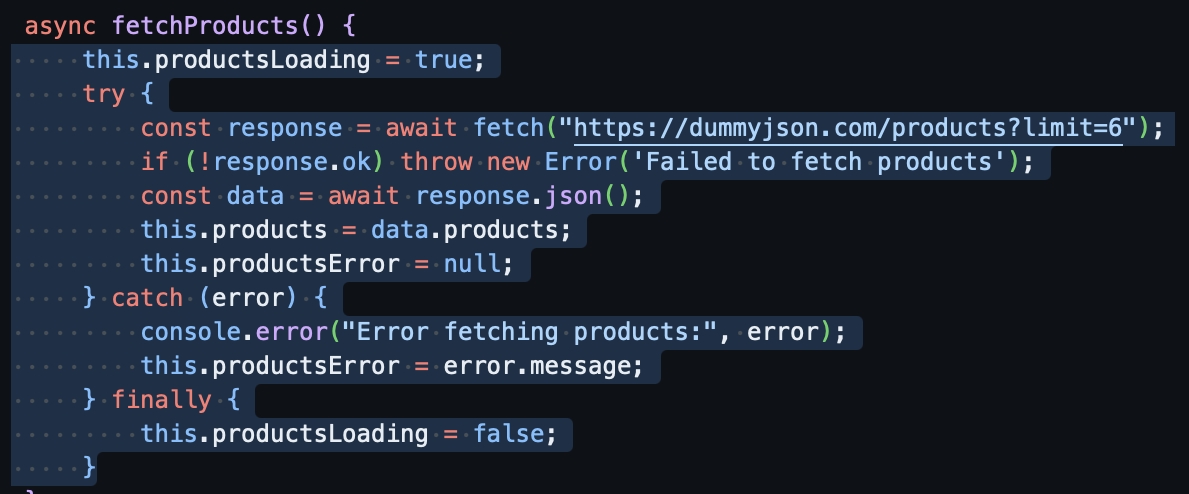 async fetchProducts() {
this.productsLoading = true;
try {
const response = await fetch("https://dummyjson.com/products?limit=6");
if (!response.ok) throw new Error('Failed to fetch products');
const data = await response.json();
this.products = data.products;
this.productsError = null;
} catch (error) {
console.error("Error fetching products:", error);
this.productsError = error.message;
} finally {
this.productsLoading = false;
}
}